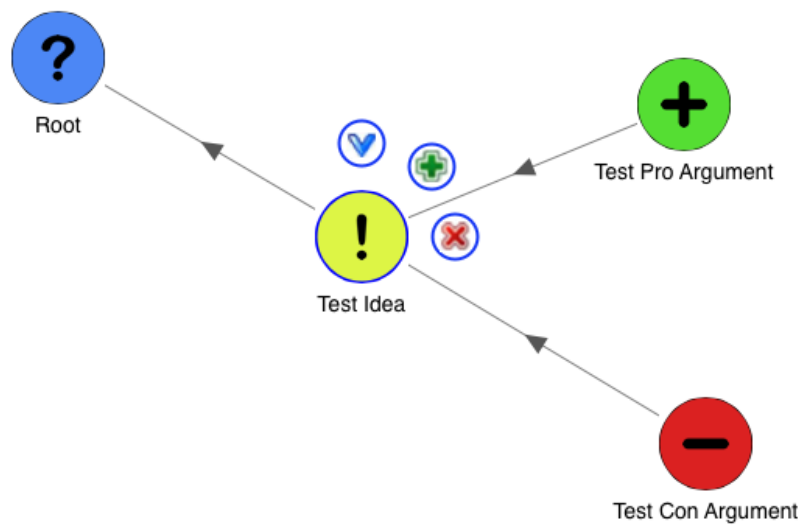 ?
Root
+
Test Pro Argument
!
Test Idea
−
Test Con Argument